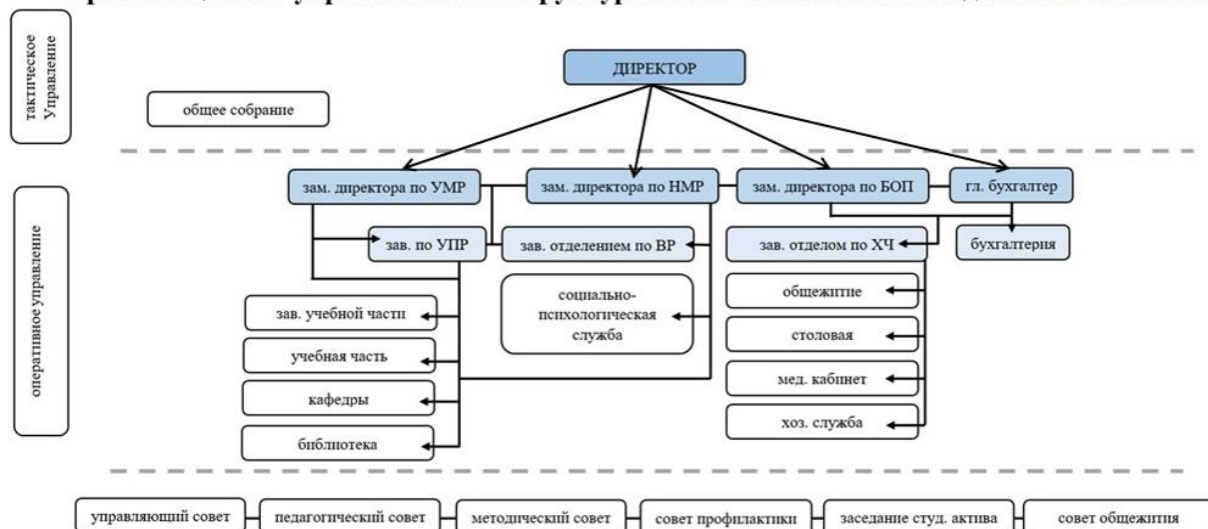 тактическое
Управление
ДИРЕКТОР
общее собрание
оперативное управление
зам. директора по УМР
зам. директора по НМР
зам. директора по БОП
гл. бухгалтер
зав. по УПР
зав. отделением по ВР
зав. отделом по ХЧ
бухгалтерия
социально-
психологическая
служба
зав. учебной части
учебная часть
кафедры
библиотека
общежитие
столовая
мед. кабинет
хоз. служба
управляющий совет
педагогический совет
методический совет
совет профилактики
заседание студ. актива
совет общежития